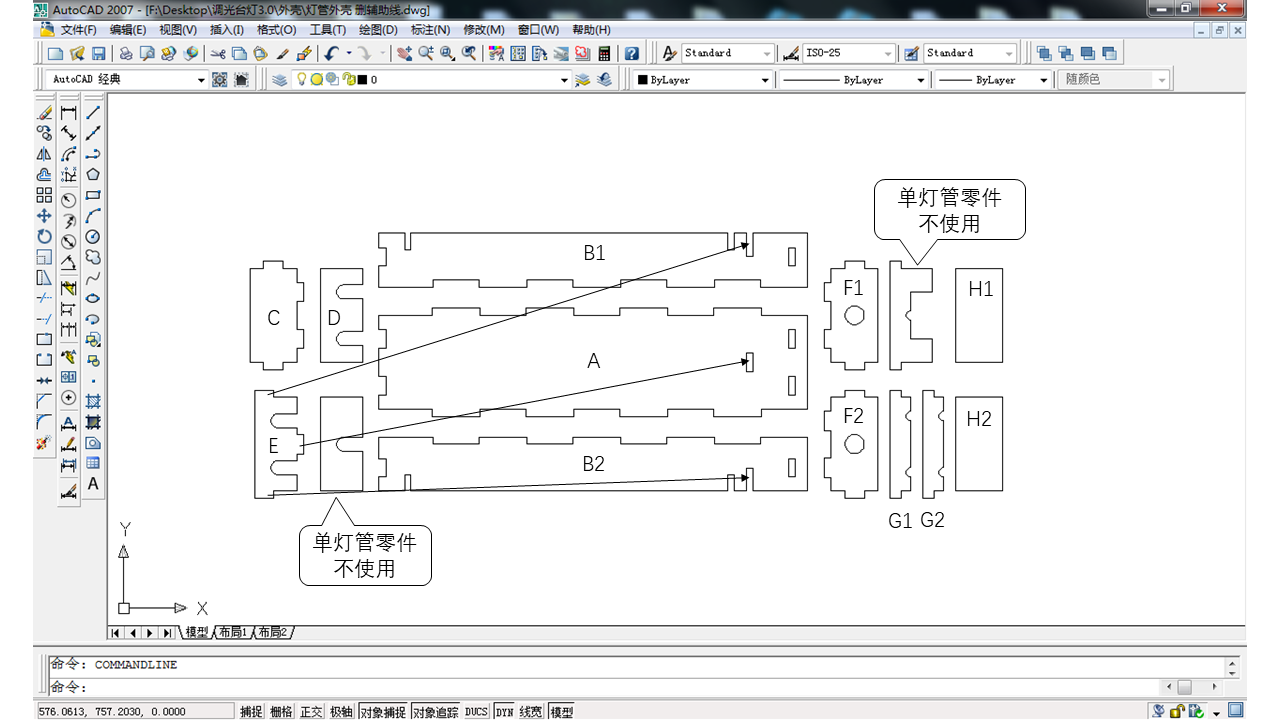 AutoCAD 2007 - [F:\Desktop\调光台灯3.0\外壳\灯管外壳 删辅助线.dwg]
文件(F) 编辑(E) 视图(V) 插入(I) 格式(O) 工具(T) 绘图(D) 标注(N) 修改(M) 窗口(W) 帮助(H)
Standard ISO-25 Standard
AutoCAD 经典 0 ByLayer ByLayer ByLayer 随颜色
单灯管零件
不使用
B1
C D A F1 H1
E B2 F2 H2
G1 G2
单灯管零件
不使用
Y
X
模型 布局1 布局2
命令: COMMANDLINE
命令:
576.0613, 757.2030, 0.0000 捕捉 栅格 正交 极轴 对象捕捉 对象追踪 DUCS DYN 线宽 模型